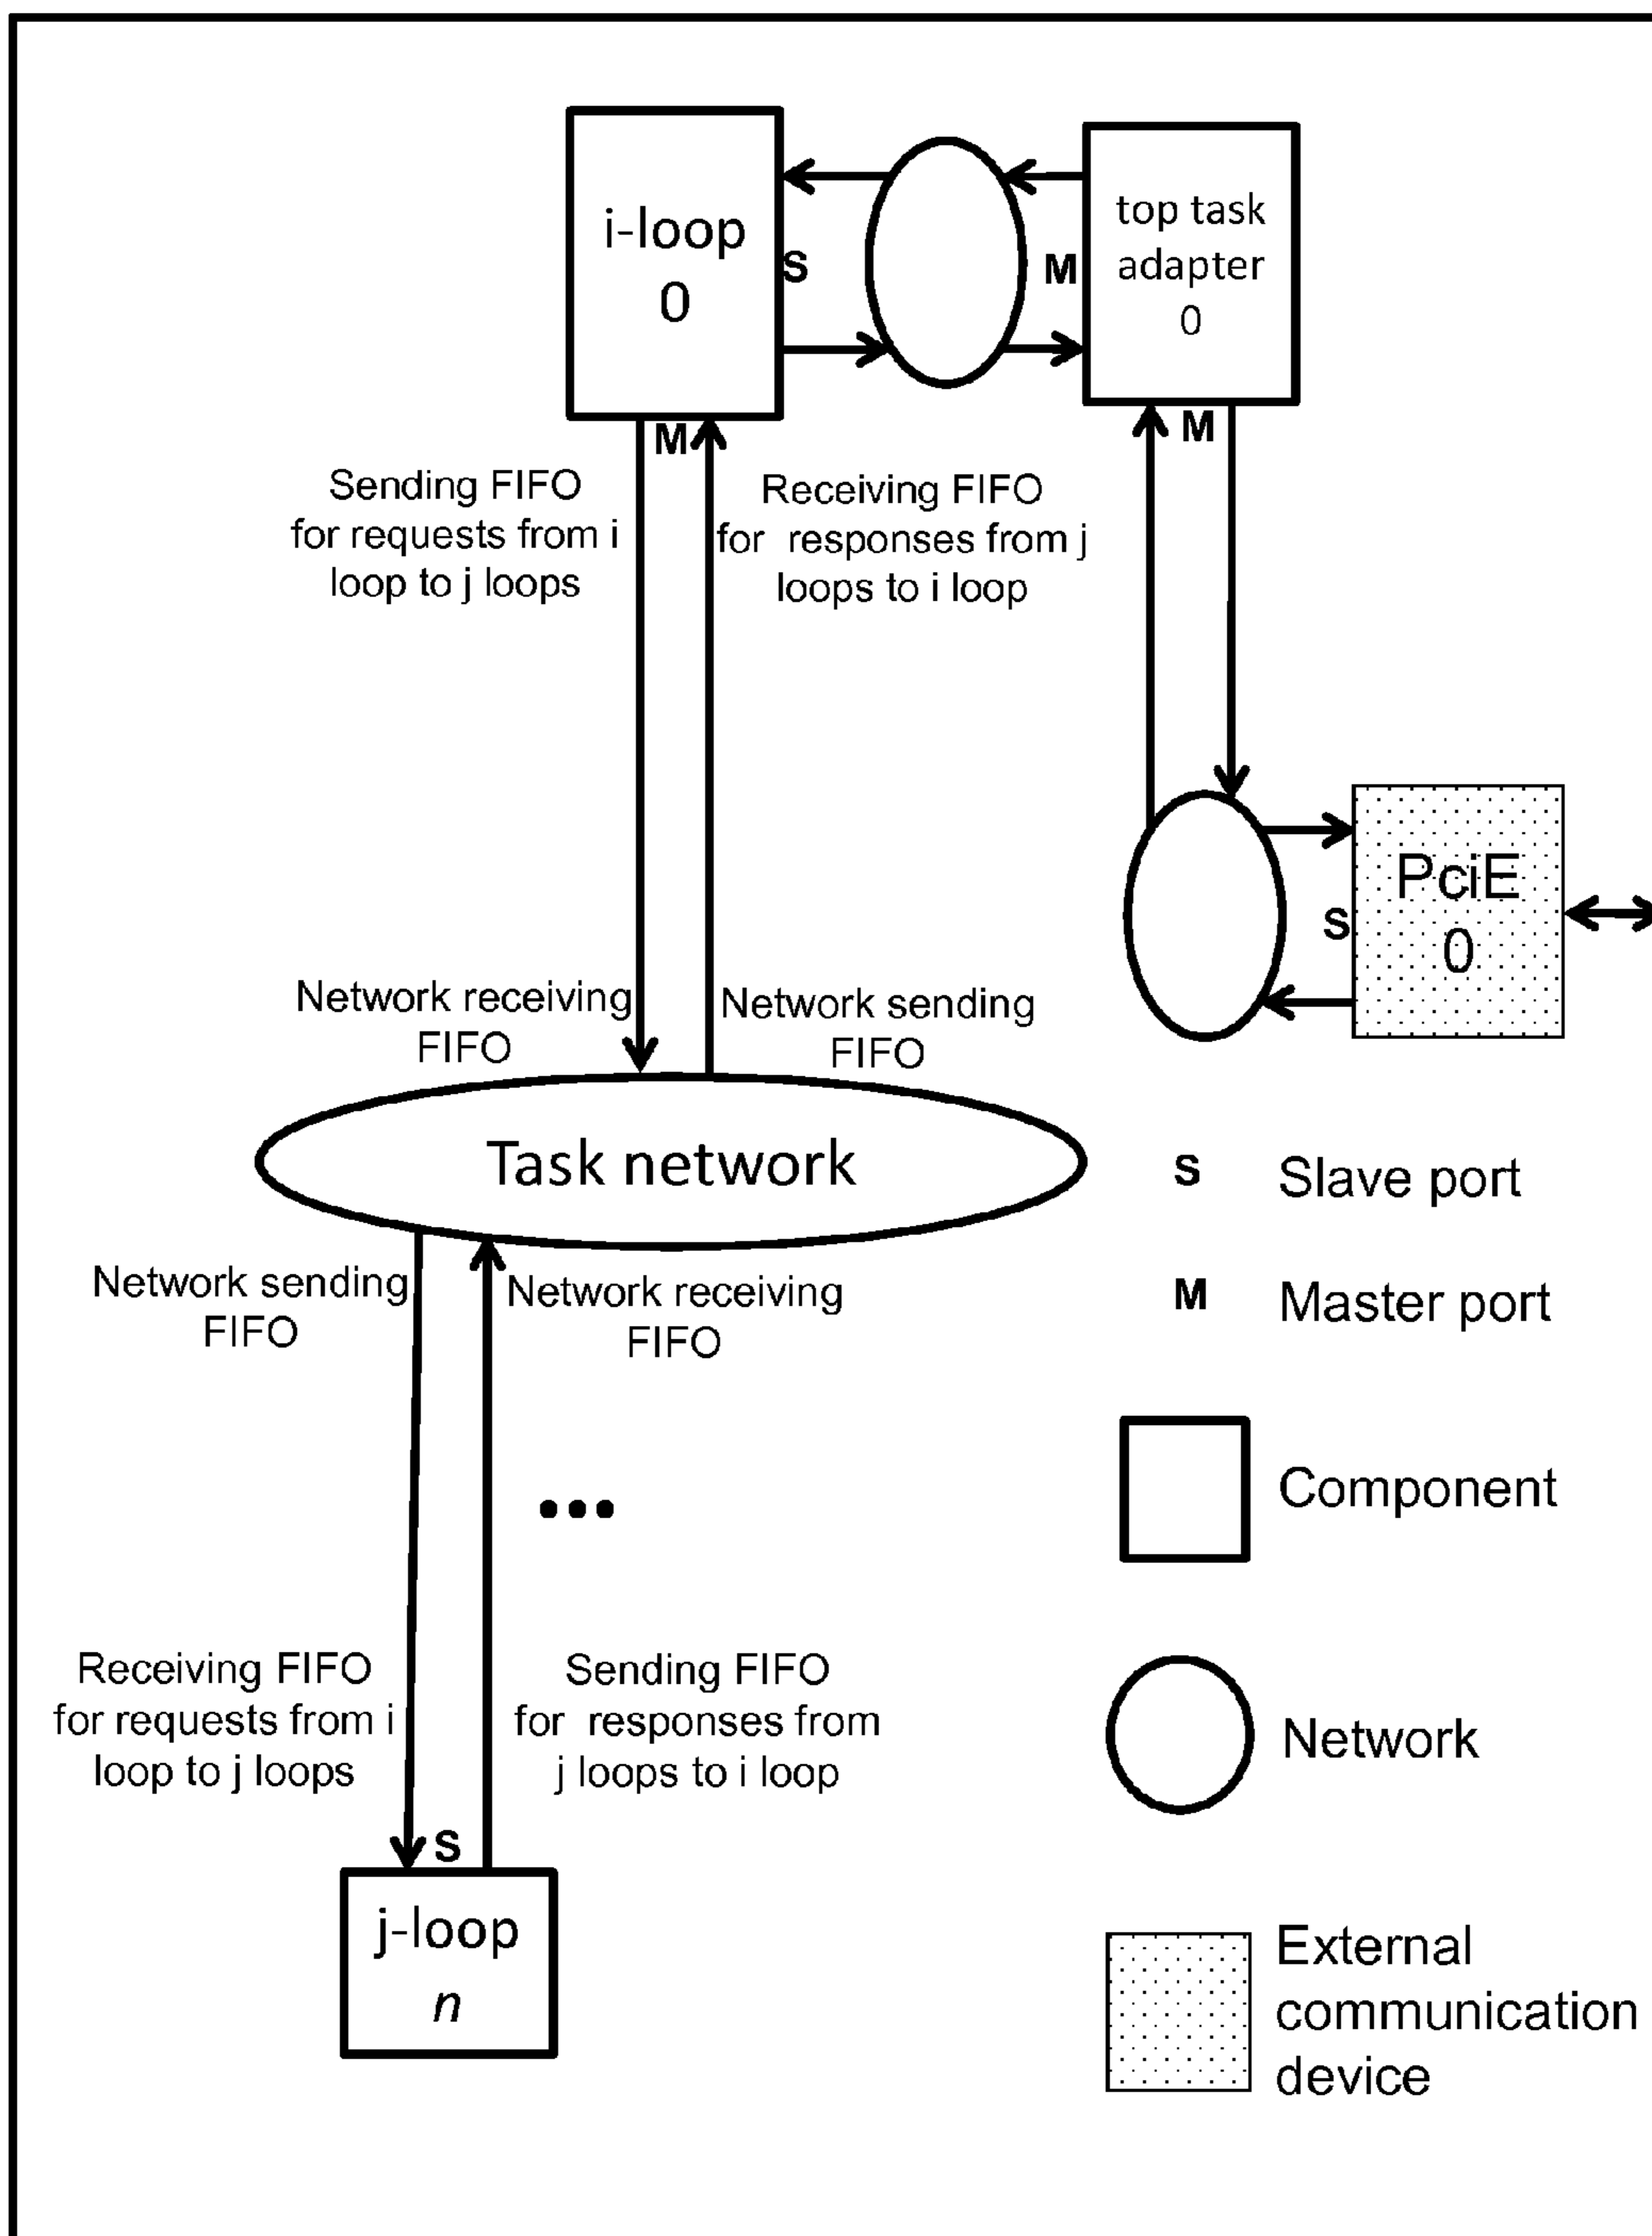 i-loop
0
S
M
top task
adapter
0
M
M
Sending FIFO
for requests from i
loop to j loops
Receiving FIFO
for responses from j
loops to i loop
PciE
0
S
Network receiving
FIFO
Network sending
FIFO
Task network
S Slave port
Network sending
FIFO
Network receiving
FIFO
M Master port
Component
Receiving FIFO
for requests from i
loop to j loops
Sending FIFO
for responses from
j loops to i loop
Network
S
j-loop
n
External
communication
device